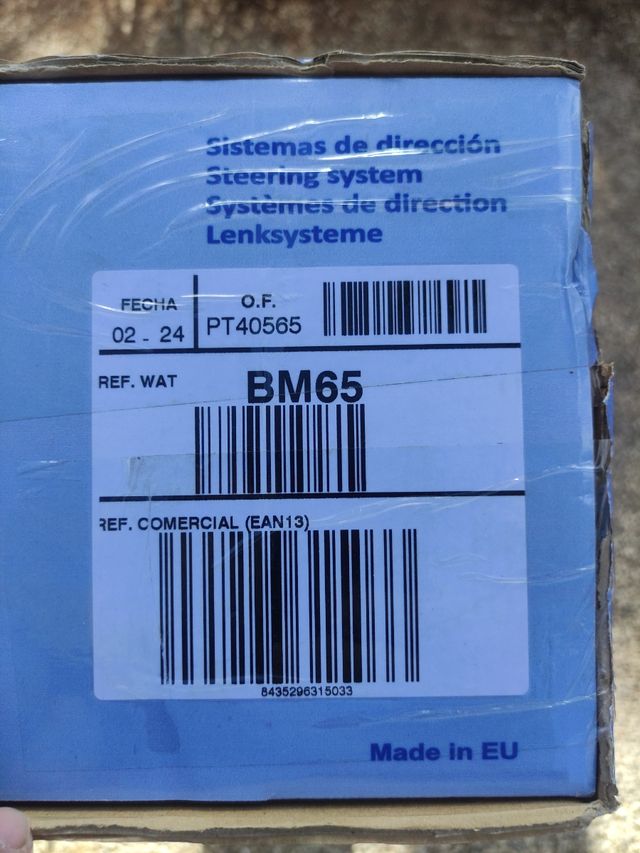 Sistemas de dirección
Steering system
Systèmes de direction
Lenksysteme
FECHA
02 - 24
O.F.
PT40565
REF. WAT
BM65
REF. COMERCIAL (EAN13)
8435296315033
Made in EU